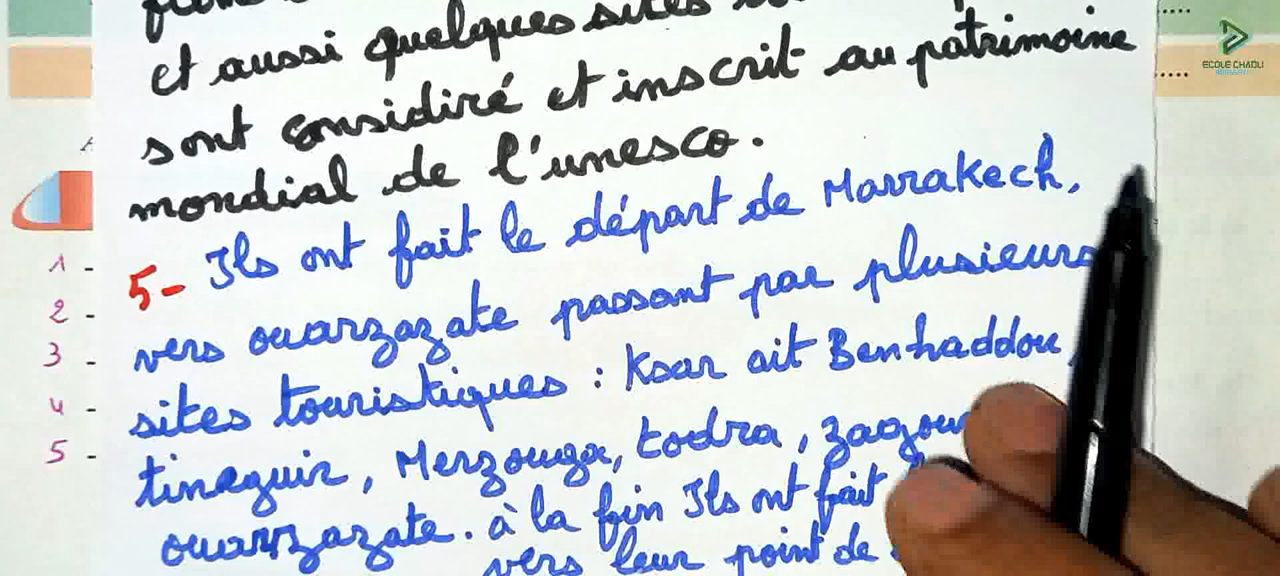 et aussi quelques sites
sont considiré et inscrit au patrimoine
mondial de l'unesco.
5- Ils ont fait le départ de Marrakech,
vers ouarzazate passant par plusieurs
sites touristiques : Ksar ait Benhaddou,
tineguir, Merzouga, todra,
ouarzazate. à la fin Ils ont fait
vers leur point de
1 -
2 -
3 -
4 -
5 -
ECOLE CHADLI